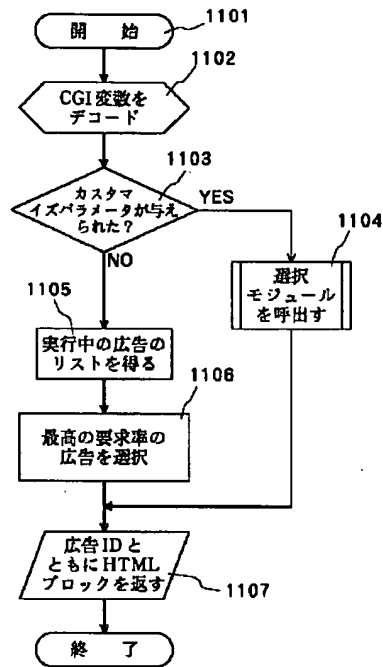 開 始
1101
1102
CGI変数を
デコード
1103
カスタマ
イズパラメータが与え
られた?
YES
NO
1104
選択
モジュール
を呼出す
1105
実行中の広告の
リストを得る
1106
最高の要求率の
広告を選択
広告IDと
ともにHTML
ブロックを返す
1107
終 了